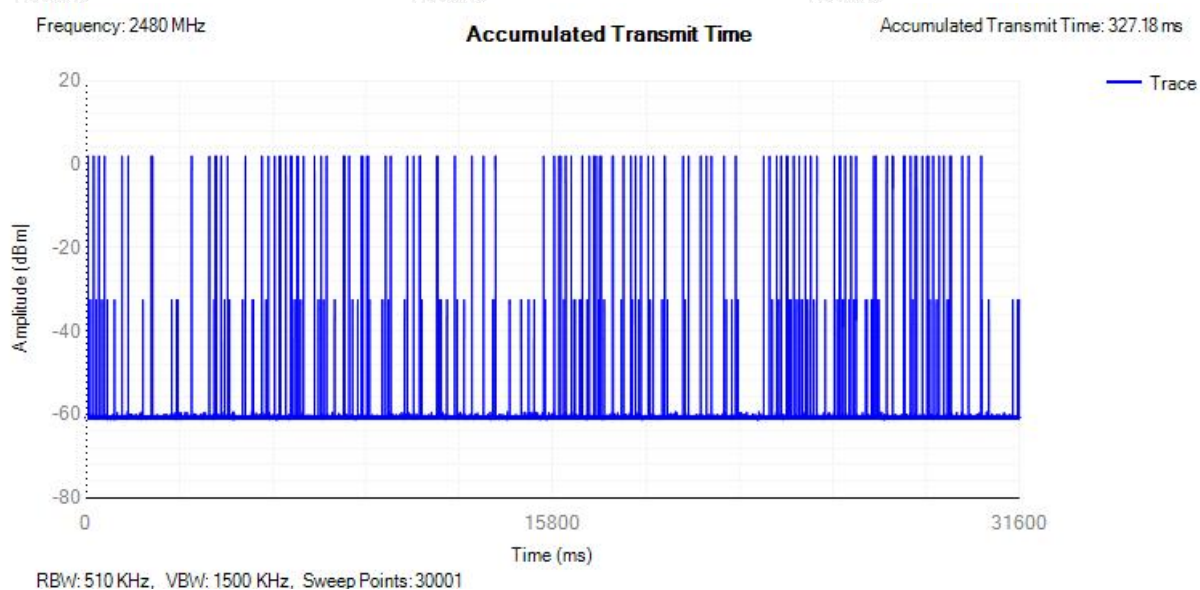 Frequency: 2480 MHz
Accumulated Transmit Time
Accumulated Transmit Time: 327.18 ms
Trace
20
0
-20
-40
-60
-80
Amplitude (dBm)
0
15800
31600
Time (ms)
RBW: 510 KHz, VBW: 1500 KHz, Sweep Points: 30001